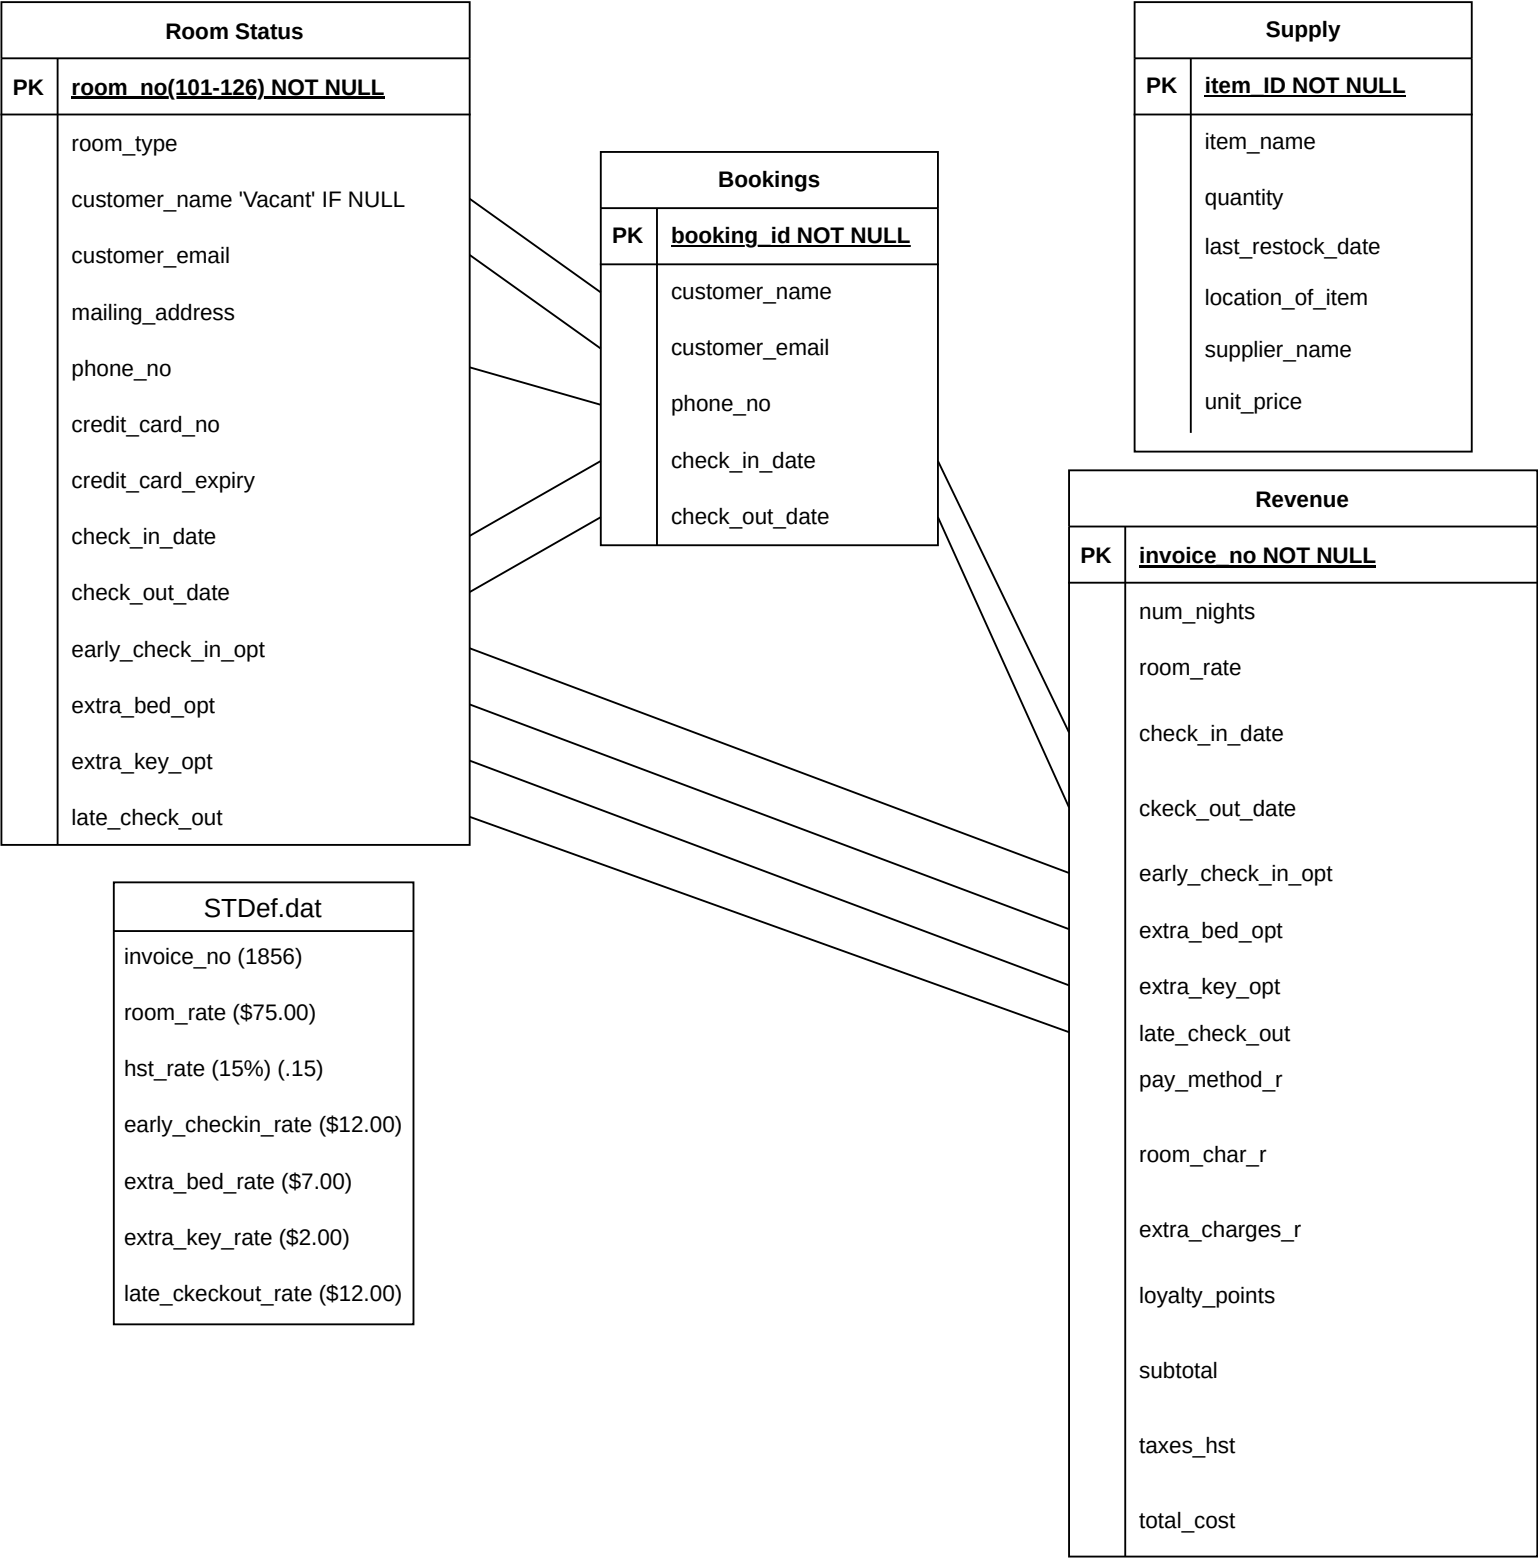 Room Status
PK room_no(101-126) NOT NULL
room_type
customer_name 'Vacant' IF NULL
customer_email
mailing_address
phone_no
credit_card_no
credit_card_expiry
check_in_date
check_out_date
early_check_in_opt
extra_bed_opt
extra_key_opt
late_check_out
STDef.dat
invoice_no (1856)
room_rate ($75.00)
hst_rate (15%) (.15)
early_checkin_rate ($12.00)
extra_bed_rate ($7.00)
extra_key_rate ($2.00)
late_ckeckout_rate ($12.00)
Bookings
PK booking_id NOT NULL
customer_name
customer_email
phone_no
check_in_date
check_out_date
Supply
PK item_ID NOT NULL
item_name
quantity
last_restock_date
location_of_item
supplier_name
unit_price
Revenue
PK invoice_no NOT NULL
num_nights
room_rate
check_in_date
ckeck_out_date
early_check_in_opt
extra_bed_opt
extra_key_opt
late_check_out
pay_method_r
room_char_r
extra_charges_r
loyalty_points
subtotal
taxes_hst
total_cost